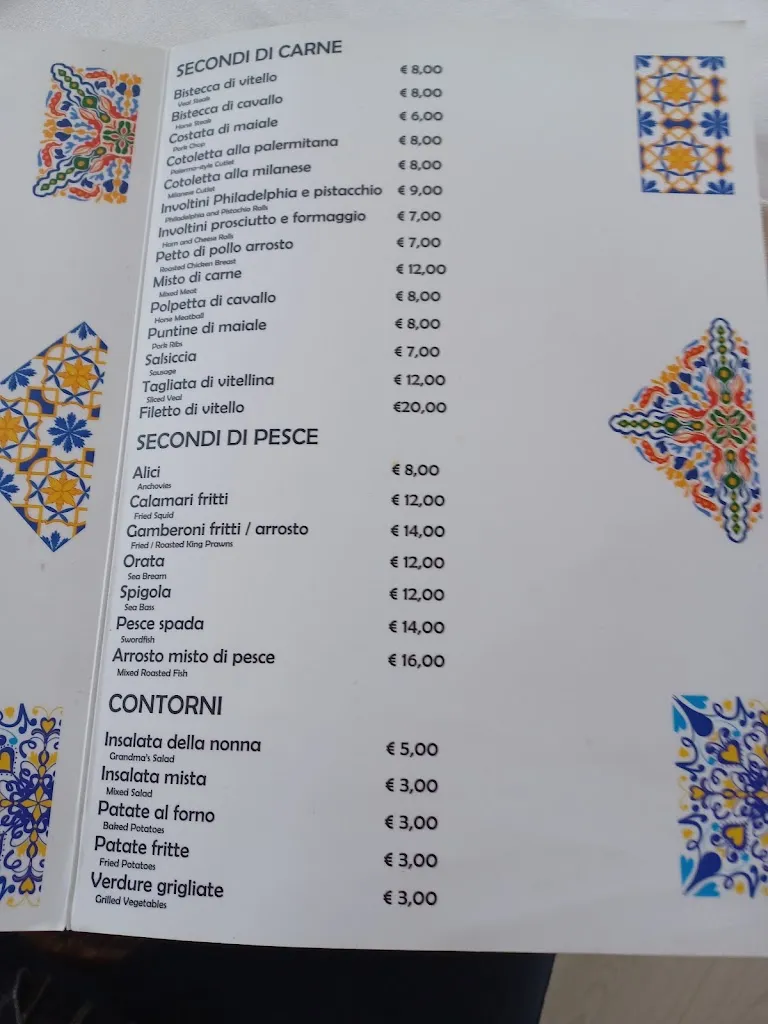 SECONDI DI CARNE
Bistecca di vitello € 8,00
Veal Steak
Bistecca di cavallo € 8,00
Horse Steak
Costata di maiale € 6,00
Pork Chop
Cotoletta alla palermitana € 8,00
Palermo-style Cutlet
Cotoletta alla milanese € 8,00
Milanese Cutlet
Involtini Philadelphia e pistacchio € 9,00
Philadelphia and Pistachio Rolls
Involtini prosciutto e formaggio € 7,00
Ham and Cheese Rolls
Petto di pollo arrosto € 7,00
Roasted Chicken Breast
Misto di carne € 12,00
Mixed Meat
Polpetta di cavallo € 8,00
Horse Meatball
Puntine di maiale € 8,00
Pork Ribs
Salsiccia € 7,00
Sausage
Tagliata di vitellina € 12,00
Sliced Veal
Filetto di vitello €20,00
SECONDI DI PESCE
Alici € 8,00
Anchovies
Calamari fritti € 12,00
Fried Squid
Gamberoni fritti / arrosto € 14,00
Fried / Roasted King Prawns
Orata € 12,00
Sea Bream
Spigola € 12,00
Sea Bass
Pesce spada € 14,00
Swordfish
Arrosto misto di pesce € 16,00
Mixed Roasted Fish
CONTORNI
Insalata della nonna € 5,00
Grandma's Salad
Insalata mista € 3,00
Mixed Salad
Patate al forno € 3,00
Baked Potatoes
Patate fritte € 3,00
Fried Potatoes
Verdure grigliate € 3,00
Grilled Vegetables